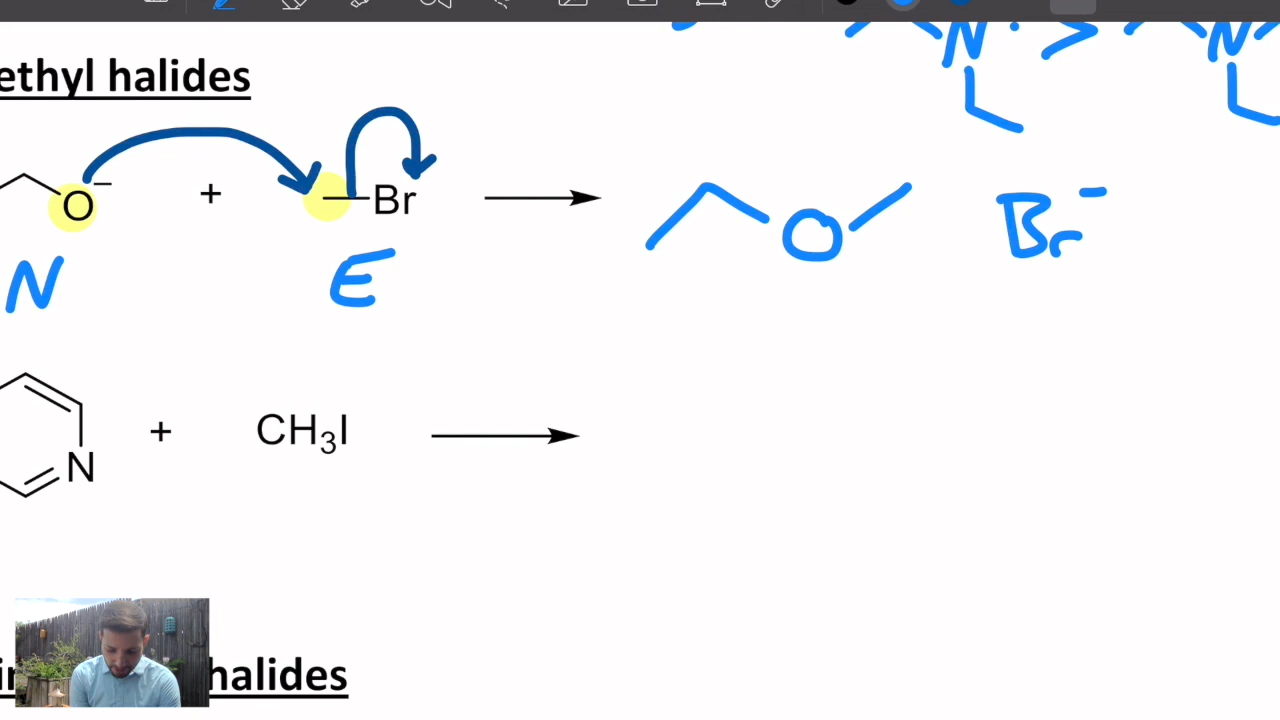 N N
ethyl halides
O⁻ + Br O Br⁻
N E
+ CH₃I
N
halides